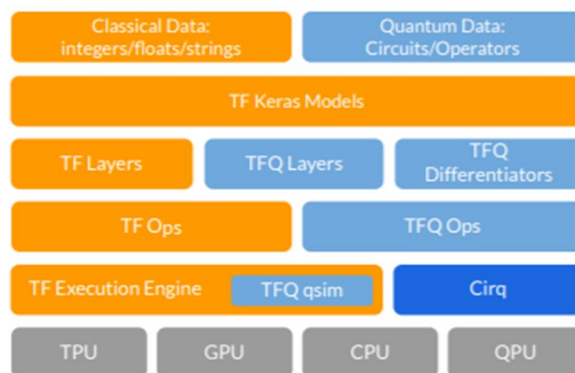 Classical Data:
integers/floats/strings
Quantum Data:
Circuits/Operators
TF Keras Models
TF Layers
TFQ Layers
TFQ
Differentiators
TF Ops
TFQ Ops
TF Execution Engine
TFQ qsim
Cirq
TPU
GPU
CPU
QPU